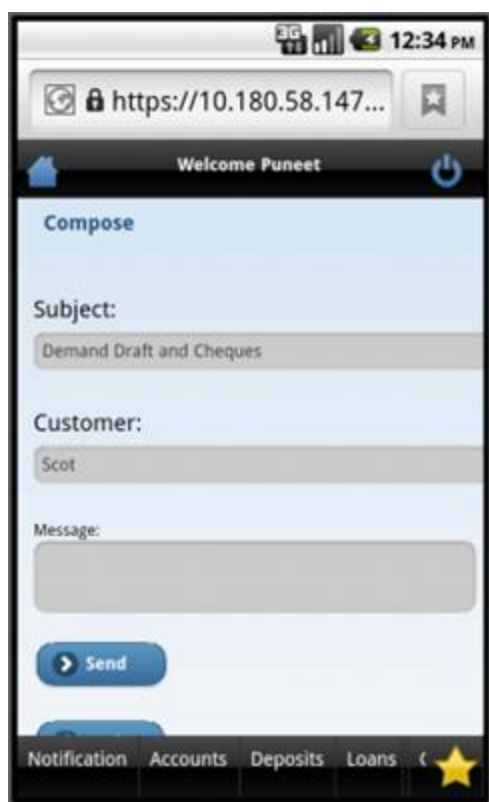 3G
12:34 PM
https://10.180.58.147...
Welcome Puneet
Compose
Subject:
Demand Draft and Cheques
Customer:
Scot
Message:
Send
Notification Accounts Deposits Loans